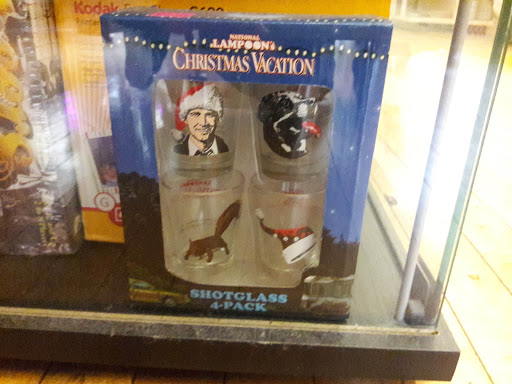 Kodak
NATIONAL
LAMPOON'S
CHRISTMAS VACATION
SHOTGLASS
4-PACK